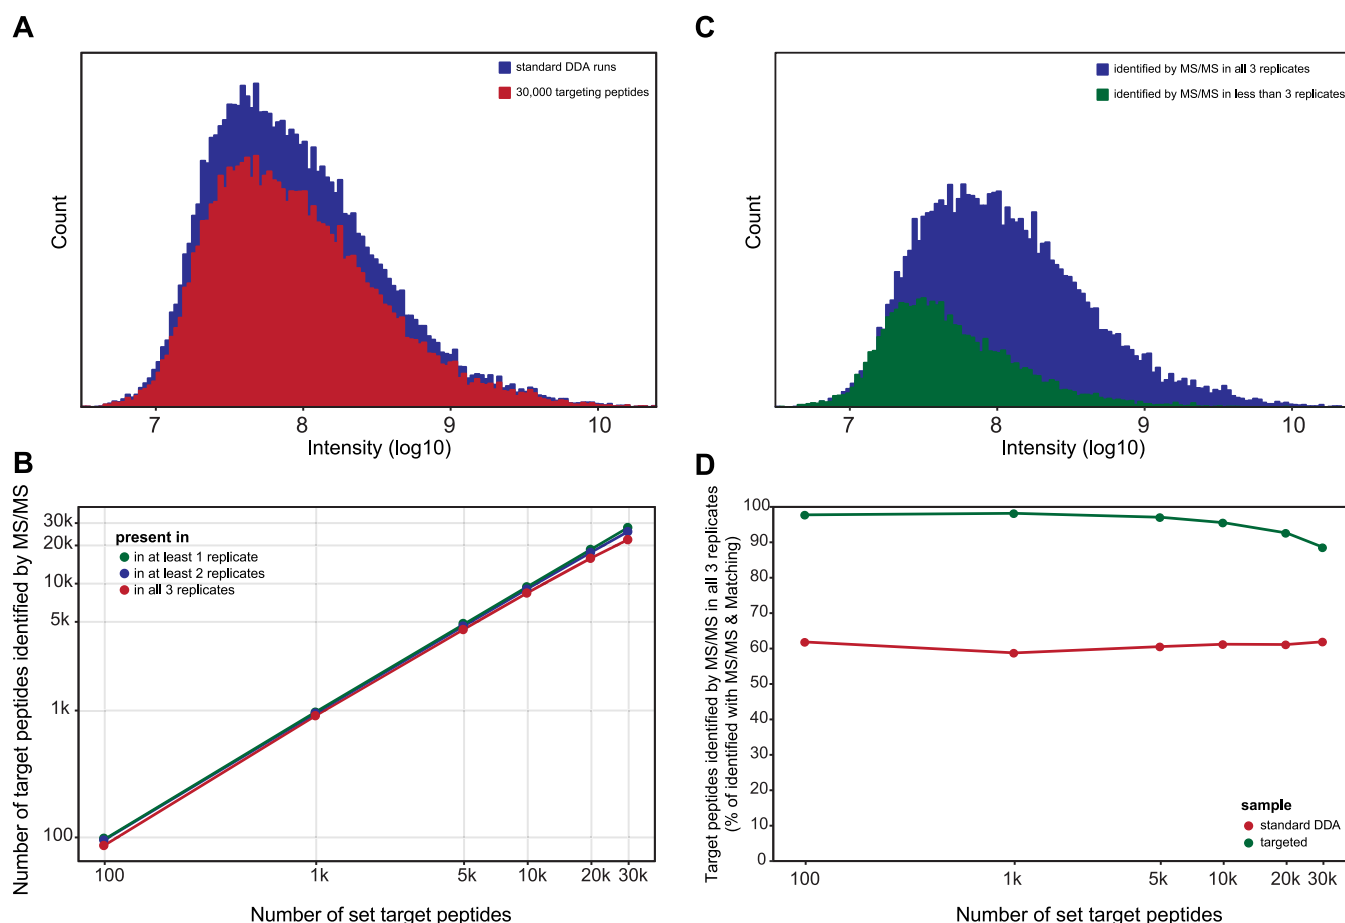 A
standard DDA runs
30,000 targeting peptides
Count
7
8
9
10
Intensity (log10)
C
identified by MS/MS in all 3 replicates
identified by MS/MS in less than 3 replicates
Count
7
8
9
10
Intensity (log10)
B
Number of target peptides identified by MS/MS
30k
20k
10k
5k
1k
100
present in
in at least 1 replicate
in at least 2 replicates
in all 3 replicates
100
1k
5k
10k
20k
30k
Number of set target peptides
D
Target peptides identified by MS/MS in all 3 replicates
(% of identified with MS/MS & Matching)
100
90
80
70
60
50
40
30
20
10
0
sample
standard DDA
targeted
100
1k
5k
10k
20k
30k
Number of set target peptides